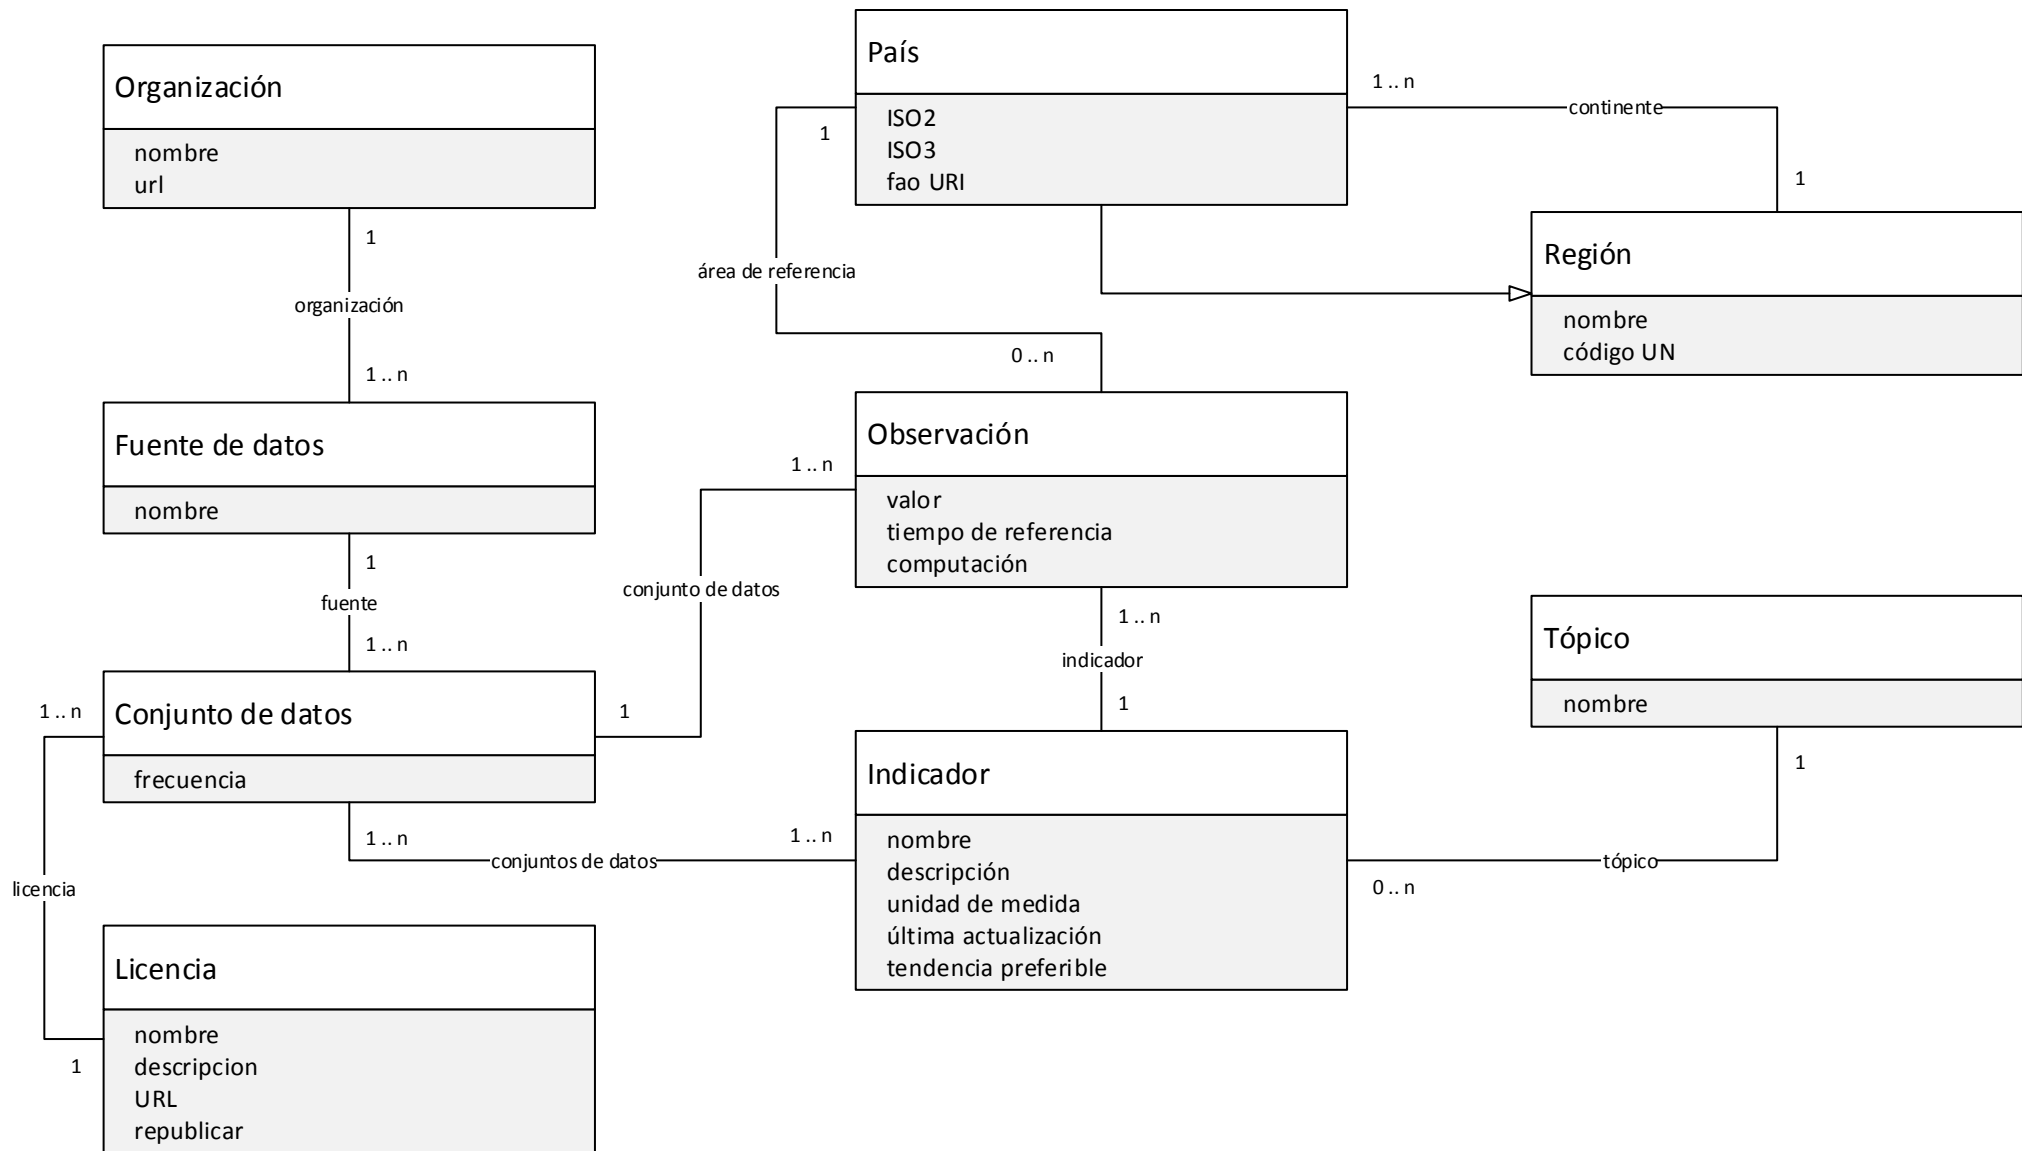 Organización
nombre
url
1
organización
1 .. n
Fuente de datos
nombre
1
fuente
1 .. n
Conjunto de datos
frecuencia
1 .. n
licencia
1
Licencia
nombre
descripcion
URL
republicar
1
conjunto de datos
1 .. n
1 .. n
conjuntos de datos
1 .. n
País
ISO2
ISO3
fao URI
1
área de referencia
0 .. n
Observación
valor
tiempo de referencia
computación
1 .. n
indicador
1
Indicador
nombre
descripción
unidad de medida
última actualización
tendencia preferible
1 .. n
continente
1
Región
nombre
código UN
Tópico
nombre
1
tópico
0 .. n